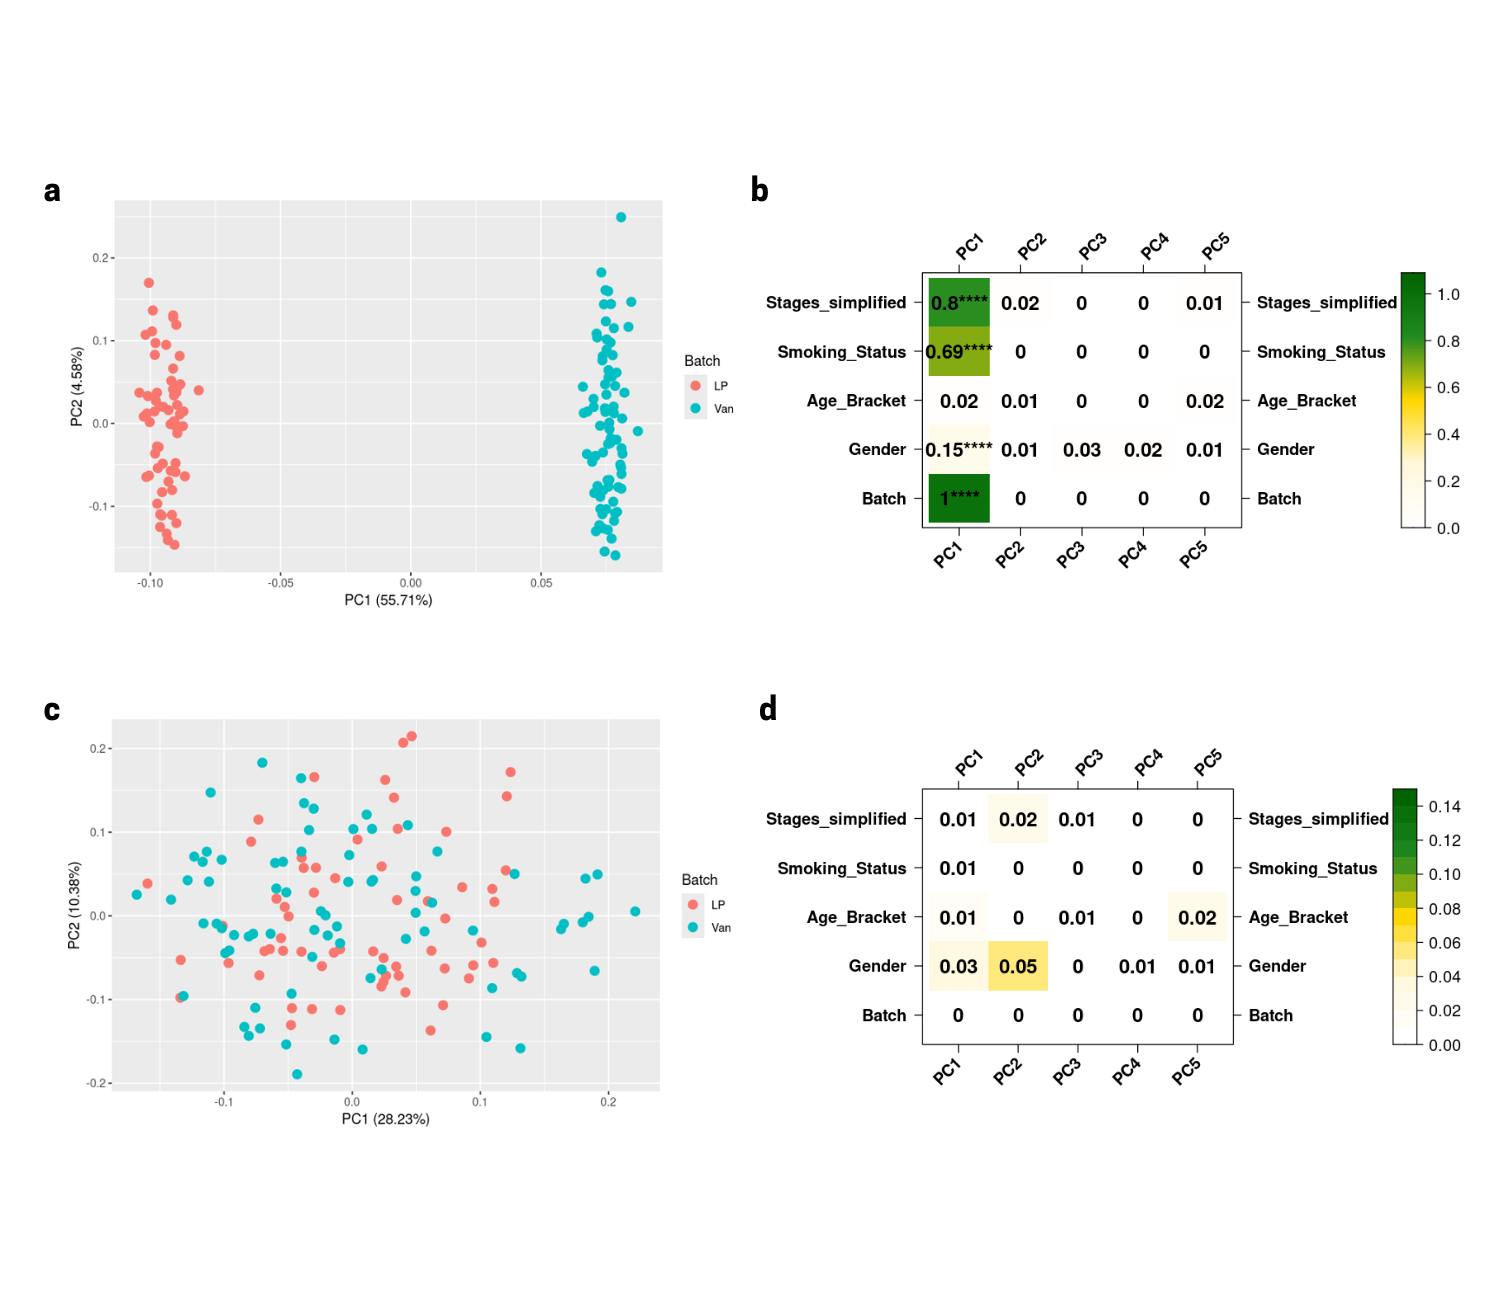 a
0.2
0.1
0.0
-0.1
PC2 (4.58%)
-0.10 -0.05 0.00 0.05
PC1 (55.71%)
Batch
LP
Van
b
PC1 PC2 PC3 PC4 PC5
Stages_simplified 0.8**** 0.02 0 0 0.01 Stages_simplified
Smoking_Status 0.69**** 0 0 0 0 Smoking_Status
Age_Bracket 0.02 0.01 0 0 0.02 Age_Bracket
Gender 0.15**** 0.01 0.03 0.02 0.01 Gender
Batch 1**** 0 0 0 0 Batch
PC1 PC2 PC3 PC4 PC5
1.0
0.8
0.6
0.4
0.2
0.0
c
0.2
0.1
0.0
-0.1
-0.2
PC2 (10.38%)
-0.1 0.0 0.1 0.2
PC1 (28.23%)
Batch
LP
Van
d
PC1 PC2 PC3 PC4 PC5
Stages_simplified 0.01 0.02 0.01 0 0 Stages_simplified
Smoking_Status 0.01 0 0 0 0 Smoking_Status
Age_Bracket 0.01 0 0.01 0 0.02 Age_Bracket
Gender 0.03 0.05 0 0.01 0.01 Gender
Batch 0 0 0 0 0 Batch
PC1 PC2 PC3 PC4 PC5
0.14
0.12
0.10
0.08
0.06
0.04
0.02
0.00